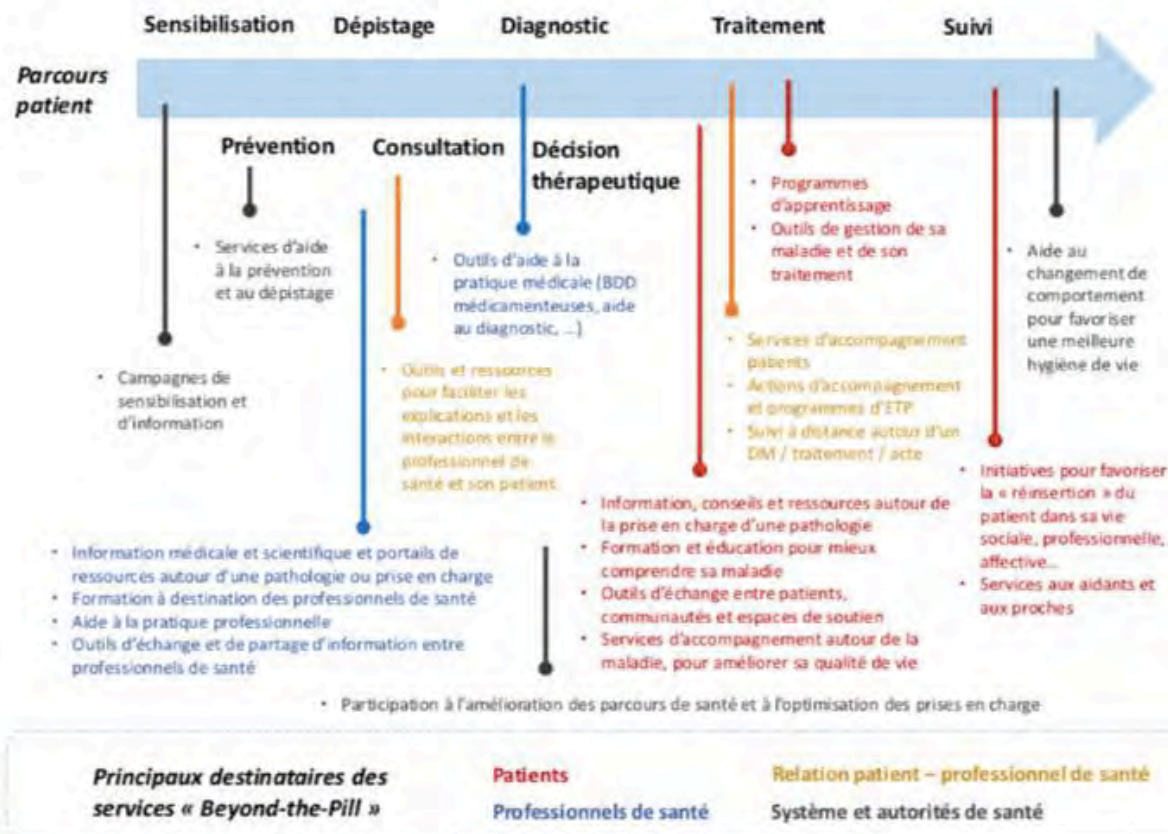 Sensibilisation Dépistage Diagnostic Traitement Suivi
Parcours
patient
Prévention Consultation Décision
thérapeutique
• Services d'aide
à la prévention
et au dépistage
• Campagnes de
sensibilisation et
d'information
• Outils d'aide à la
pratique médicale (BDD
médicamenteuses, aide
au diagnostic, ...)
• Outils et ressources
pour faciliter les
explications et les
interactions entre le
professionnel de
santé et son patient
• Programmes
d'apprentissage
• Outils de gestion de sa
maladie et de son
traitement
• Services d'accompagnement
patients
• Actions d'accompagnement
et programmes d'ETP
• Suivi à distance autour d'un
DM / traitement / acte
• Aide au
changement de
comportement
pour favoriser
une meilleure
hygiène de vie
• Information médicale et scientifique et portails de
ressources autour d'une pathologie ou prise en charge
• Formation à destination des professionnels de santé
• Aide à la pratique professionnelle
• Outils d'échange et de partage d'information entre
professionnels de santé
• Information, conseils et ressources autour de
la prise en charge d'une pathologie
• Formation et éducation pour mieux
comprendre sa maladie
• Outils d'échange entre patients,
communautés et espaces de soutien
• Services d'accompagnement autour de la
maladie, pour améliorer sa qualité de vie
• Initiatives pour favoriser
la « réinsertion » du
patient dans sa vie
sociale, professionnelle,
affective...
• Services aux aidants et
aux proches
• Participation à l'amélioration des parcours de santé et à l'optimisation des prises en charge
Principaux destinataires des
services « Beyond-the-Pill »
Patients
Professionnels de santé
Relation patient – professionnel de santé
Système et autorités de santé